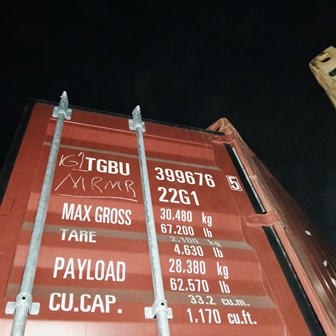 TGBU 399676 5
MRMR 22G1
MAX GROSS 30,480 kg
67.200 lb
TARE 2.100 kg
4.630 lb
PAYLOAD 28.380 kg
62.570 lb
CU.CAP. 33.2 cu.m.
1.170 cu.ft.